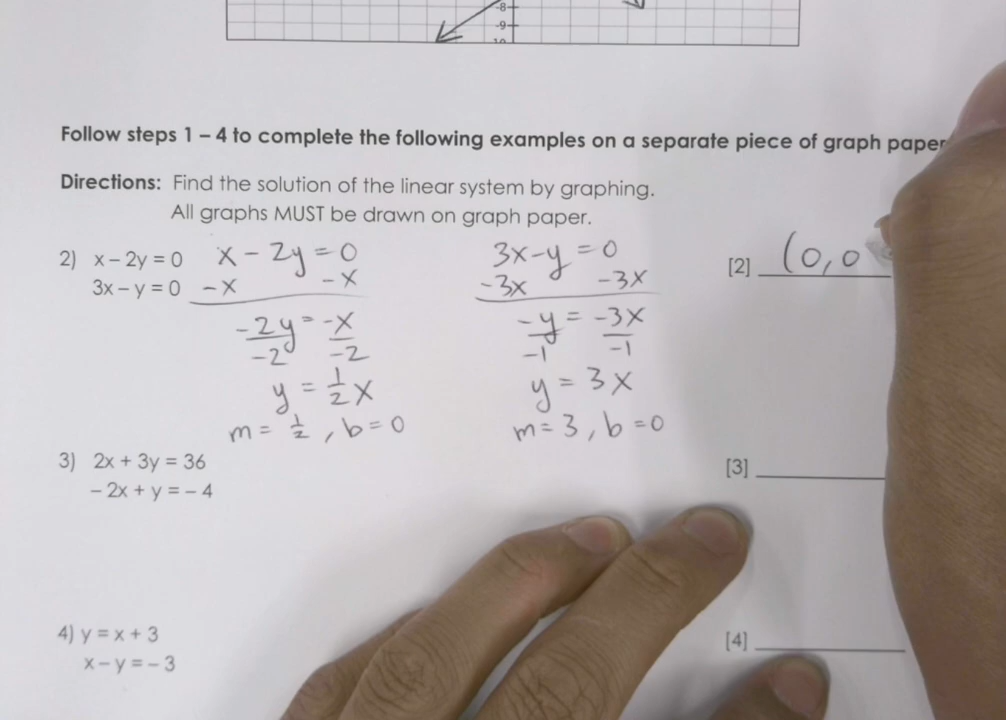 -8
-9
Follow steps 1 – 4 to complete the following examples on a separate piece of graph paper
Directions: Find the solution of the linear system by graphing.
All graphs MUST be drawn on graph paper.
2) x – 2y = 0
3x – y = 0
x - 2y = 0
-x -x
-2y = -x
-2 -2
y = 1/2 x
m = 1/2 , b = 0
3x - y = 0
-3x -3x
-y = -3x
-1 -1
y = 3x
m = 3 , b = 0
[2] (0,0
3) 2x + 3y = 36
– 2x + y = – 4
[3]
4) y = x + 3
x – y = – 3
[4]